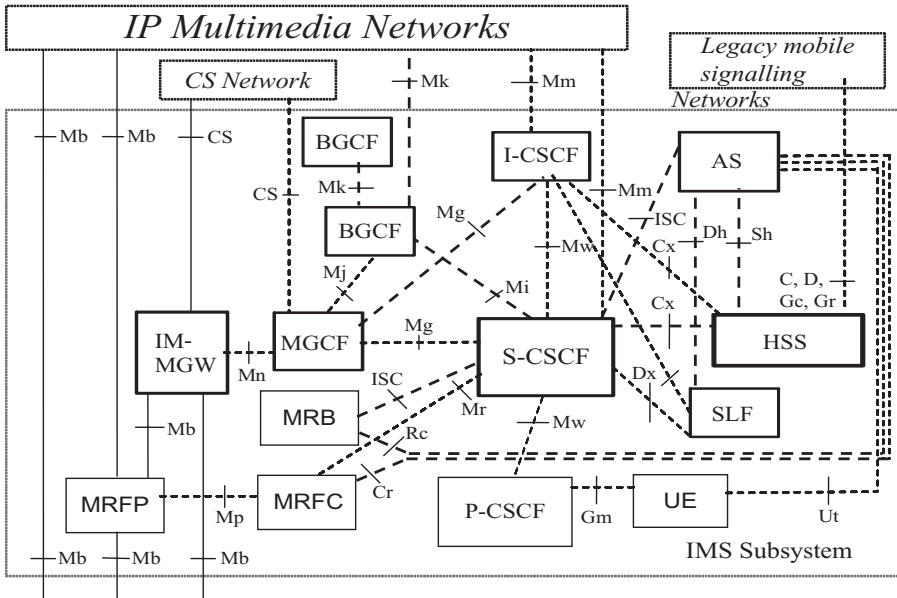 IP Multimedia Networks
Legacy mobile
signalling
Networks
CS Network
Mk
Mm
Mb
Mb
CS
BGCF
I-CSCF
AS
Mk
CS
Mm
ISC
Mg
BGCF
Mw
Cx
Dh
Sh
Mj
Mi
C, D,
Gc, Gr
Cx
IM-
MGW
Mn
MGCF
Mg
S-CSCF
HSS
ISC
Mr
Dx
SLF
MRB
Mb
Rc
Mw
Cr
MRFP
Mp
MRFC
P-CSCF
Gm
UE
Ut
Mb
Mb
Mb
IMS Subsystem